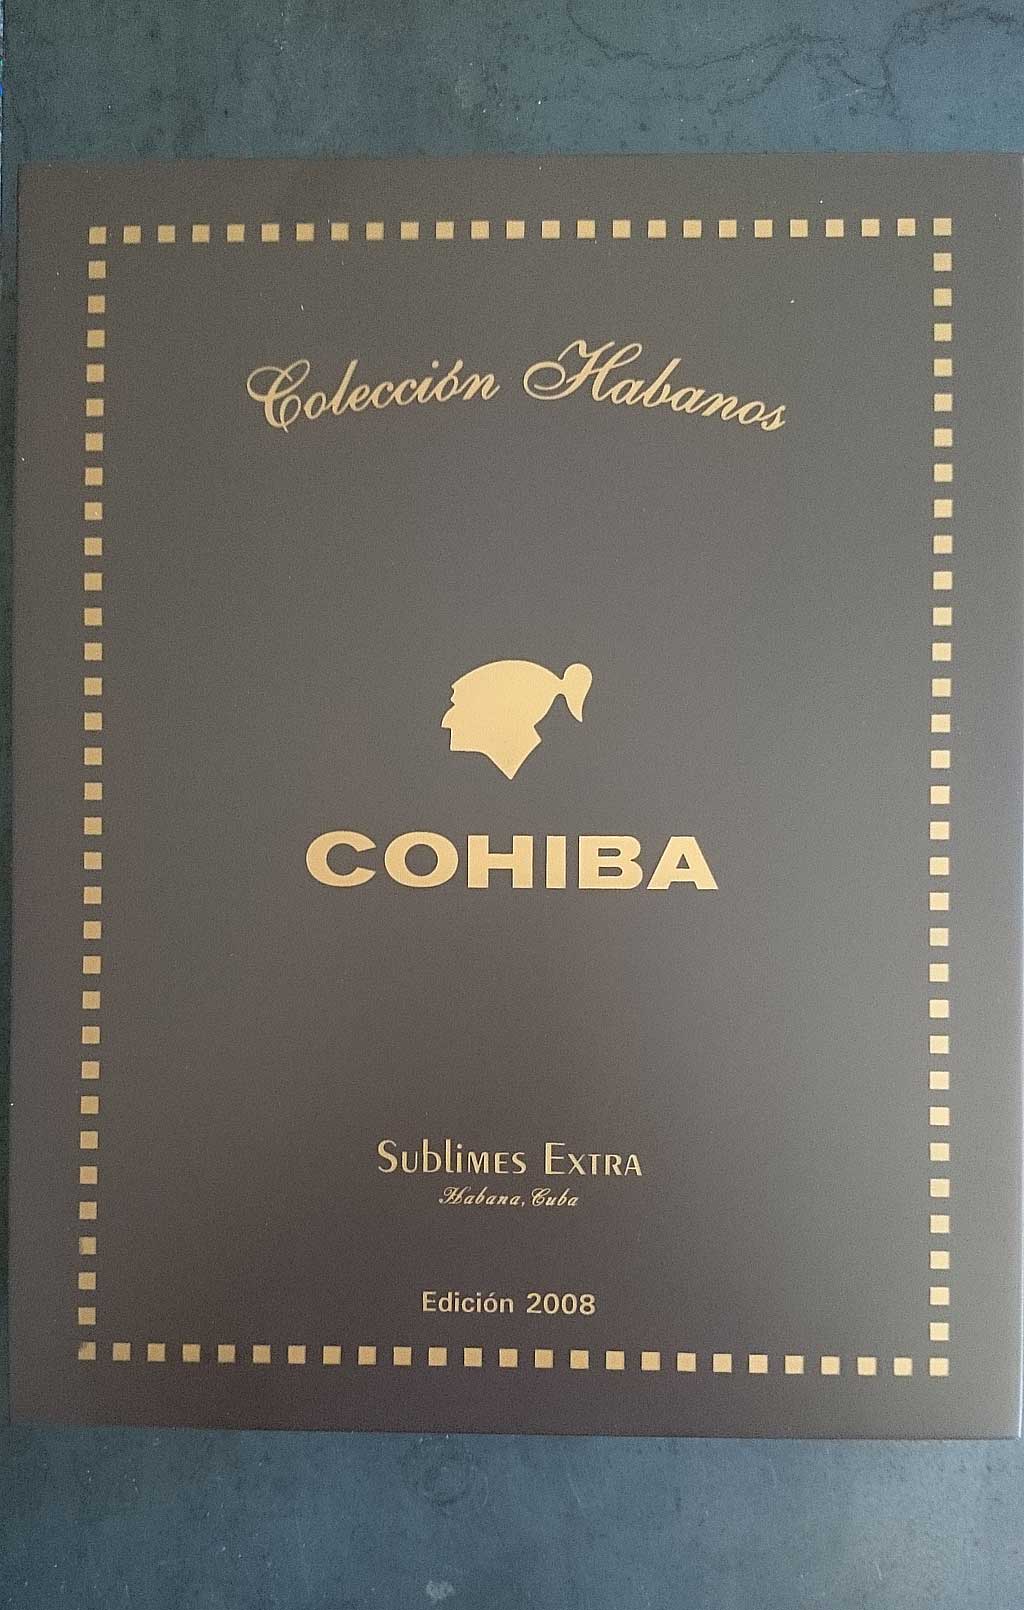 Colección Habanos
COHIBA
Sublimes Extra
Habana, Cuba
Edición 2008